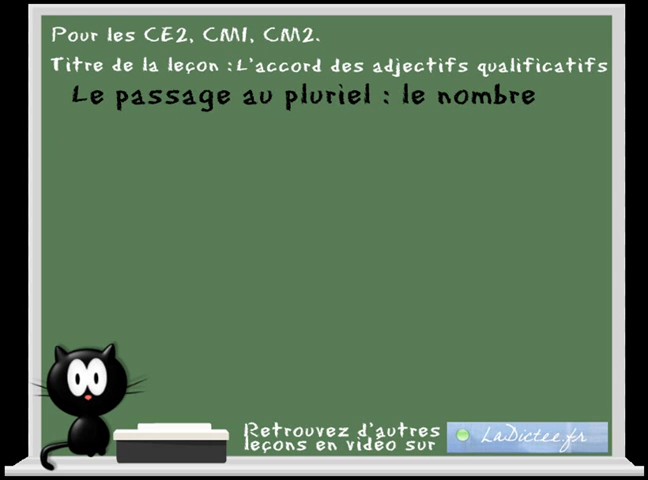 Pour les CE2, CM1, CM2.
Titre de la leçon : L'accord des adjectifs qualificatifs
Le passage au pluriel : le nombre
Retrouvez d'autres
leçons en vidéo sur
LaDictee.fr